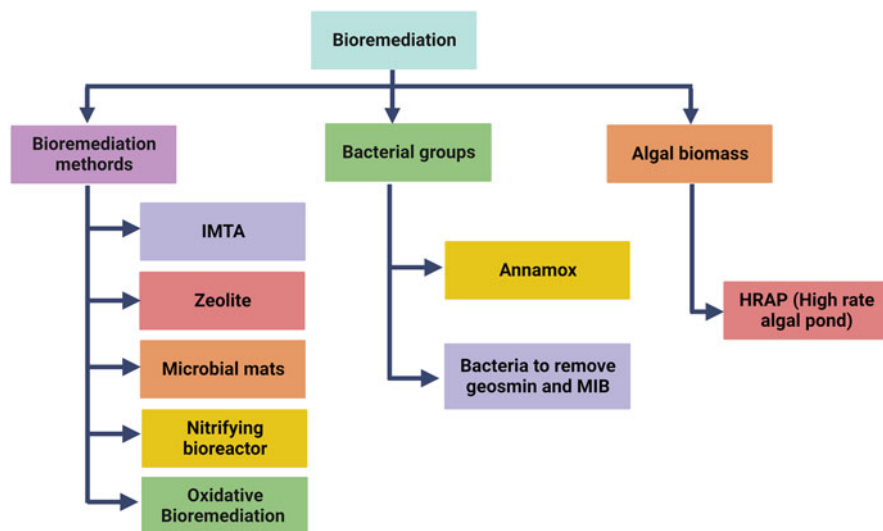 Bioremediation
Bioremediation
methords
Bacterial groups
Algal biomass
IMTA
Zeolite
Microbial mats
Nitrifying
bioreactor
Oxidative
Bioremediation
Annamox
Bacteria to remove
geosmin and MIB
HRAP (High rate
algal pond)